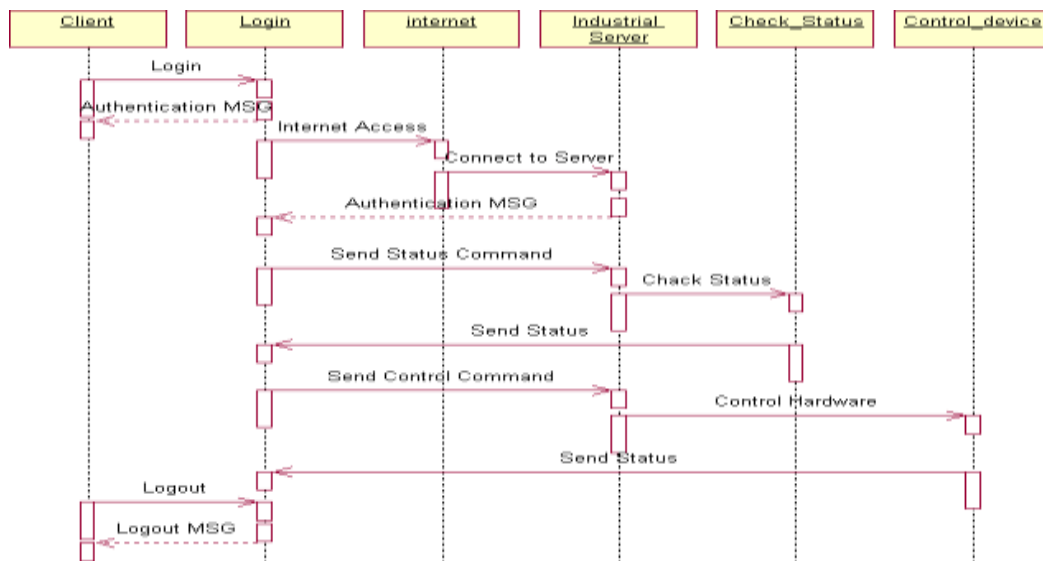 Client
Login
internet
Industrial
Server
Check_Status
Control_device
Login
Authentication MSG
Internet Access
Connect to Server
Authentication MSG
Send Status Command
Chack Status
Send Status
Send Control Command
Control Hardware
Send Status
Logout
Logout MSG